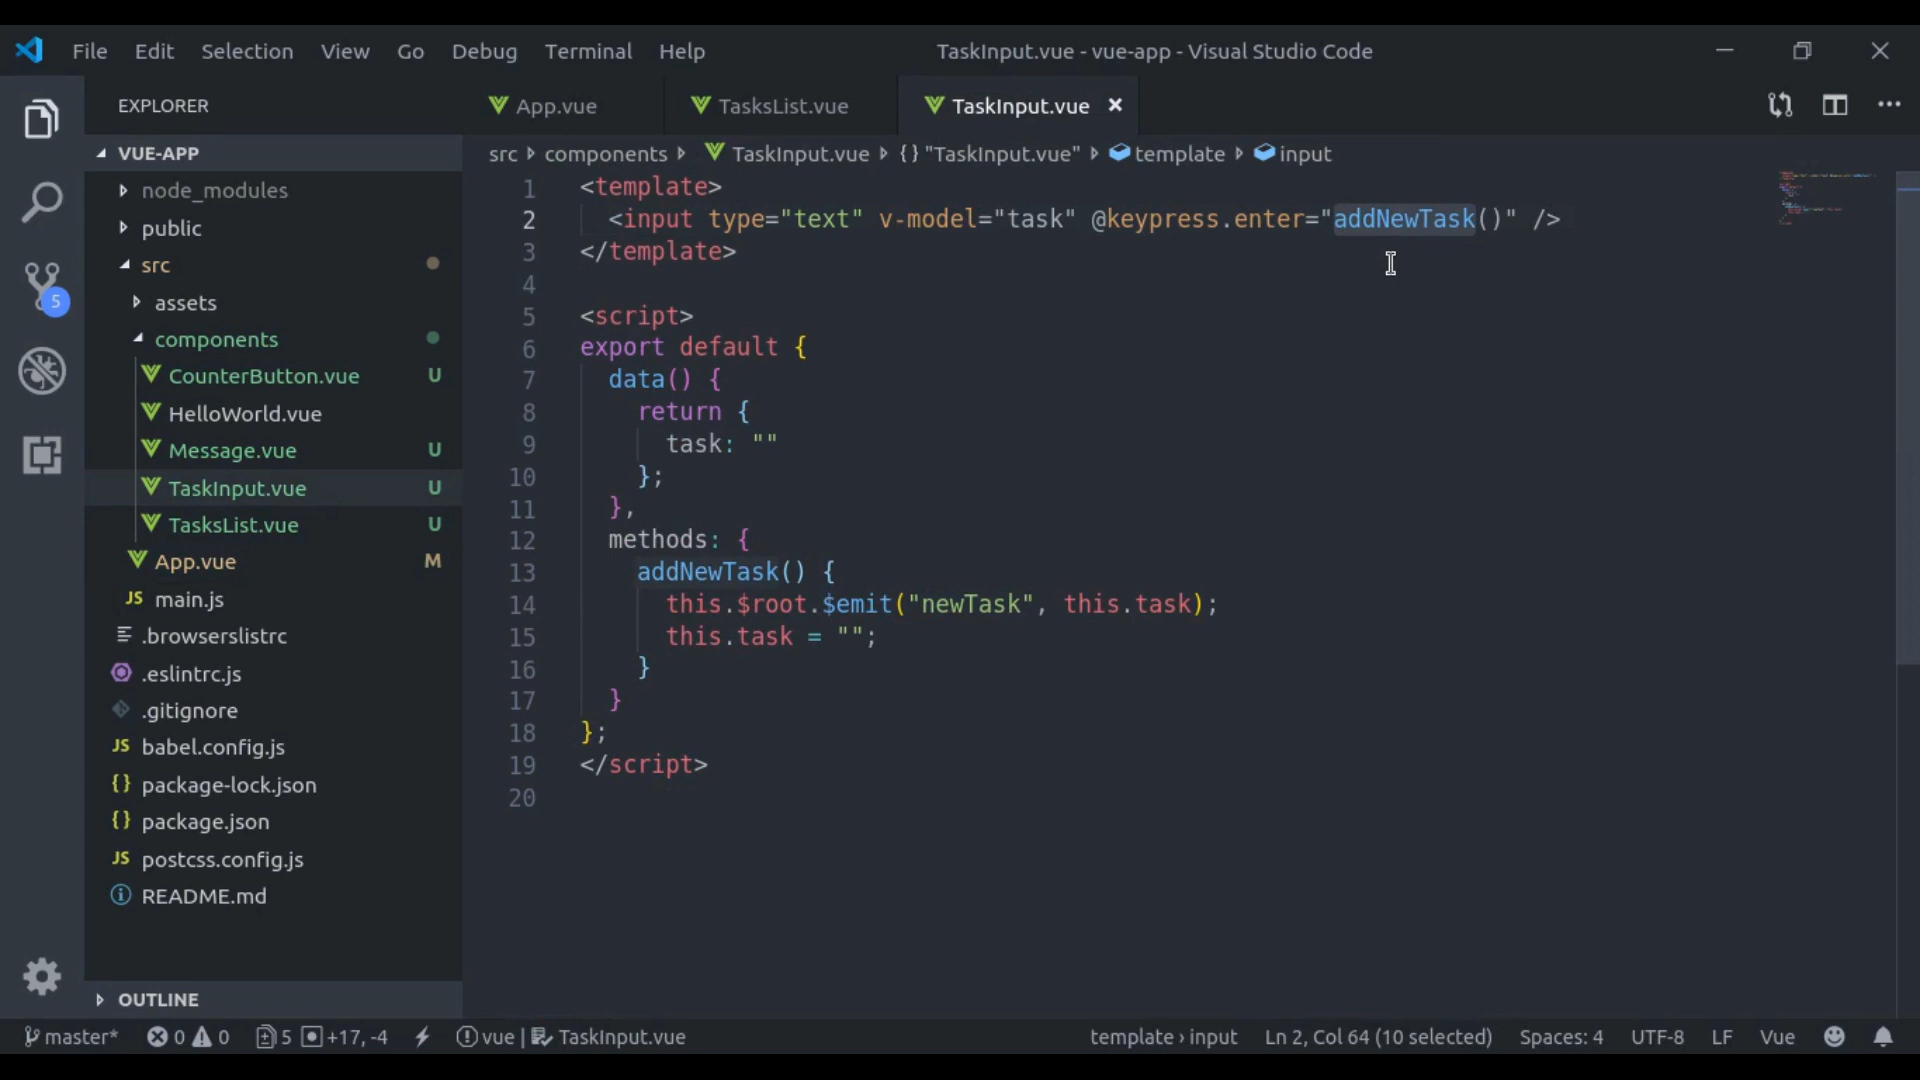 File Edit Selection View Go Debug Terminal Help TaskInput.vue - vue-app - Visual Studio Code
EXPLORER
App.vue TasksList.vue TaskInput.vue
VUE-APP
node_modules
public
src
assets
components
CounterButton.vue U
HelloWorld.vue
Message.vue U
TaskInput.vue U
TasksList.vue U
App.vue M
JS main.js
.browserslistrc
.eslintrc.js
.gitignore
JS babel.config.js
{} package-lock.json
{} package.json
JS postcss.config.js
README.md
OUTLINE
5
src components TaskInput.vue {} "TaskInput.vue" template input
1 <template>
2 <input type="text" v-model="task" @keypress.enter="addNewTask()" />
3 </template>
4
5 <script>
6 export default {
7 data() {
8 return {
9 task: ""
10 };
11 },
12 methods: {
13 addNewTask() {
14 this.$root.$emit("newTask", this.task);
15 this.task = "";
16 }
17 }
18 };
19 </script>
20
master* 0 0 5 +17, -4 vue | TaskInput.vue template › input Ln 2, Col 64 (10 selected) Spaces: 4 UTF-8 LF Vue